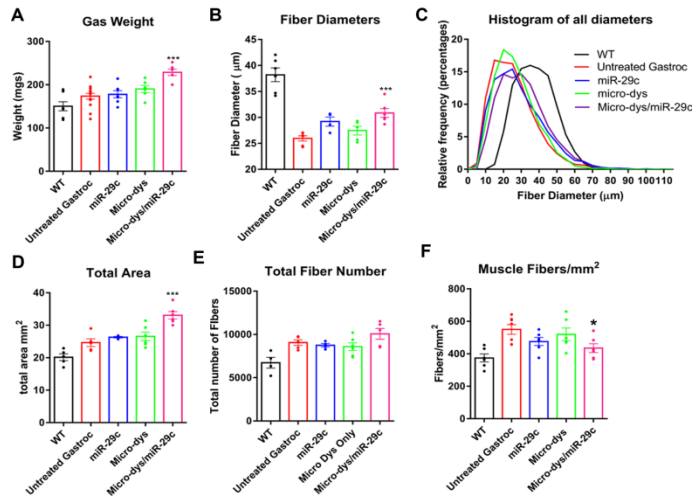 A
Gas Weight
Weight (mgs)
300
200
100
0
***
WT
Untreated Gastroc
miR-29c
Micro-dys
Micro-dys/miR-29c
B
Fiber Diameters
Fiber Diameter ( μm)
45
40
35
30
25
20
***
WT
Untreated Gastroc
miR-29c
Micro-dys
Micro-dys/miR-29c
C
Histogram of all diameters
Relative frequency (percentages)
20
15
10
5
0
0 10 20 30 40 50 60 70 80 90 100 110
Fiber Diameter (μm)
WT
Untreated Gastroc
miR-29c
micro-dys
Micro-dys/miR-29c
D
Total Area
total area mm²
40
20
0
***
WT
Untreated Gastroc
miR-29c
Micro-dys
Micro-dys/miR-29c
E
Total Fiber Number
Total number of Fibers
15000
10000
5000
0
WT
Untreated Gastroc
miR-29c
Micro Dys Only
Micro-dys/miR-29c
F
Muscle Fibers/mm²
Fibers/mm²
800
600
400
200
0
*
WT
Untreated Gastroc
miR-29c
Micro-dys
Micro-dys/miR-29c